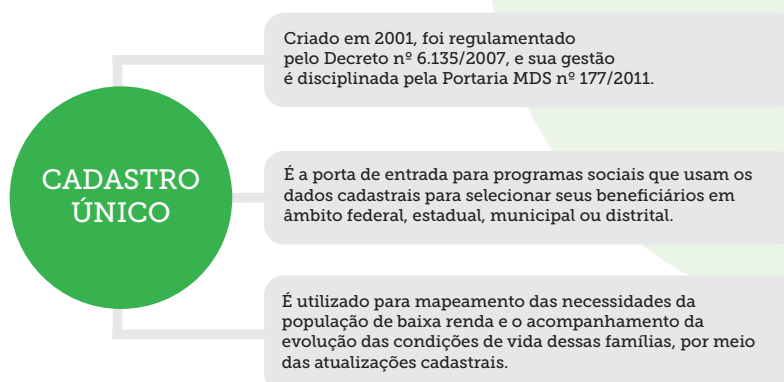 Criado em 2001, foi regulamentado
pelo Decreto nº 6.135/2007, e sua gestão
é disciplinada pela Portaria MDS nº 177/2011.
CADASTRO
ÚNICO
É a porta de entrada para programas sociais que usam os
dados cadastrais para selecionar seus beneficiários em
âmbito federal, estadual, municipal ou distrital.
É utilizado para mapeamento das necessidades da
população de baixa renda e o acompanhamento da
evolução das condições de vida dessas famílias, por meio
das atualizações cadastrais.